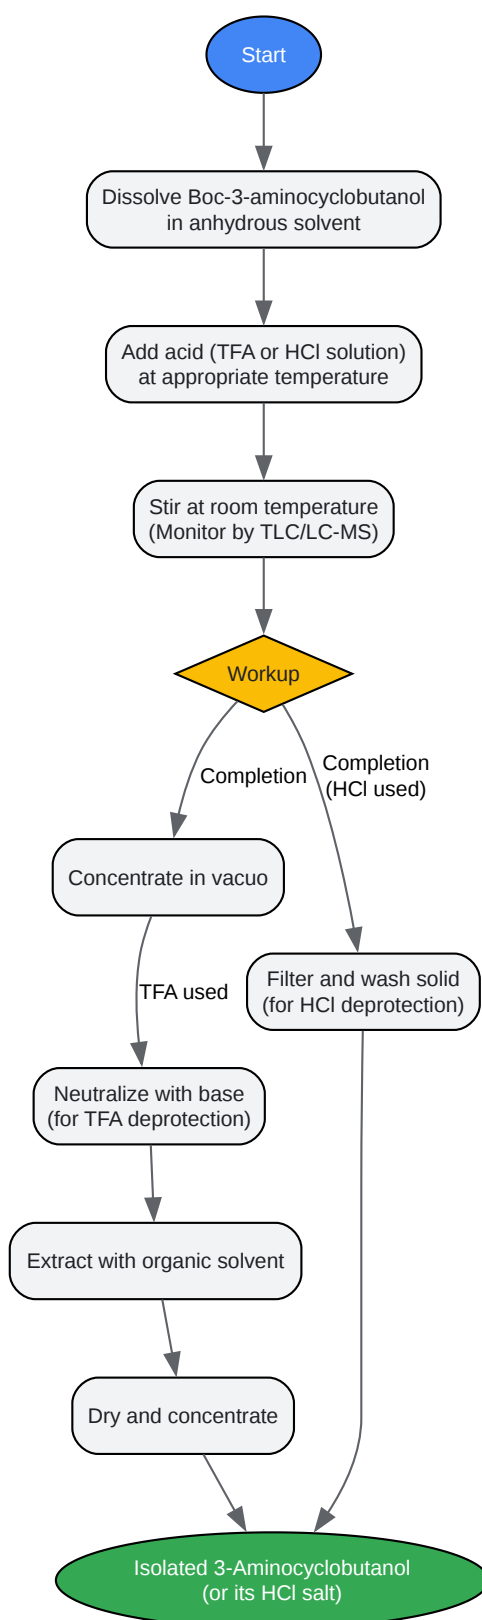 Start
Dissolve Boc-3-aminocyclobutanol
in anhydrous solvent
Add acid (TFA or HCl solution)
at appropriate temperature
Stir at room temperature
(Monitor by TLC/LC-MS)
Workup
Completion
Completion
(HCl used)
Concentrate in vacuo
TFA used
Filter and wash solid
(for HCl deprotection)
Neutralize with base
(for TFA deprotection)
Extract with organic solvent
Dry and concentrate
Isolated 3-Aminocyclobutanol
(or its HCl salt)